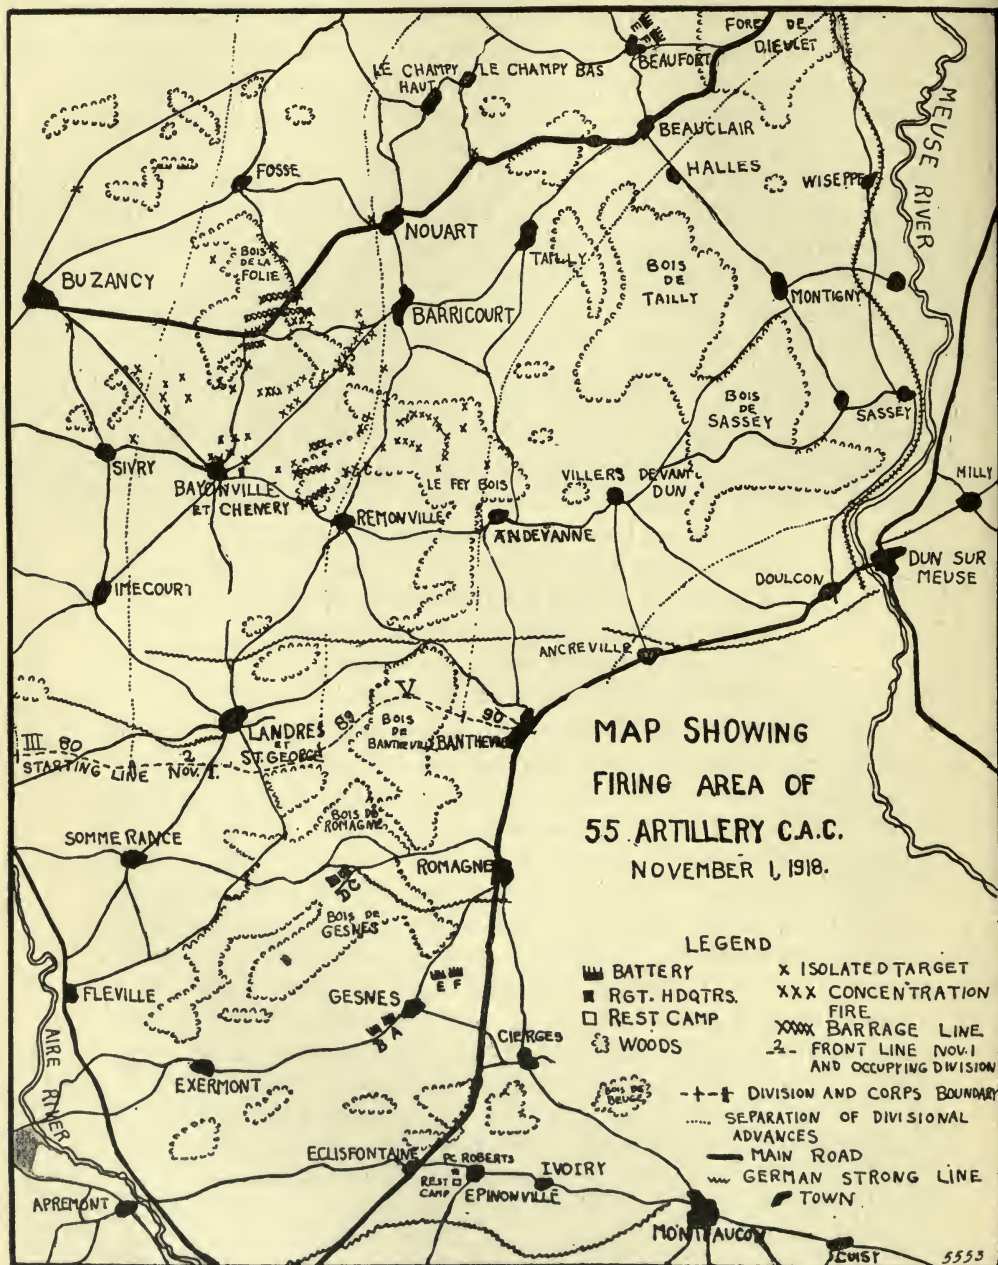 FORET DE
DIEULET
BEAUFORT
E F
LE CHAMPY
HAUT
LE CHAMPY BAS
MEUSE RIVER
BEAUCLAIR
HALLES
WISEPPE
FOSSE
NOUART
TAILLY
BOIS
DE LA
FOLIE
BOIS
DE
TAILLY
BUZANCY
MONTIGNY
BARRICOURT
BOIS
DE
SASSEY
SASSEY
SIVRY
BAYONVILLE
ET CHENERY
LE FEY BOIS
VILLERS DEVANT
DUN
MILLY
REMONVILLE
ANDEVANNE
DUN SUR
MEUSE
DOULCON
IMECOURT
ANCREVILLE
V
89
90
BOIS
DE
BANTHEVILLE
BANTHEVILLE
LANDRES
ET
ST. GEORGE
III 80
STARTING LINE
2
NOV. 1.
MAP SHOWING
FIRING AREA OF
55 ARTILLERY C.A.C.
NOVEMBER 1, 1918.
BOIS DE
ROMAGNE
SOMMERANCE
ROMAGNE
D C
BOIS DE
GESNES
E F
FLEVILLE
GESNES
B A
CIERGES
AIRE RIVER
EXERMONT
BOIS DE
BEUGE
ECLISFONTAINE
PC ROBERTS
REST
CAMP
EPINONVILLE
IVOIRY
APREMONT
MONTFAUCON
CUISY
LEGEND
BATTERY
RGT. HDQTRS.
REST CAMP
WOODS
X ISOLATED TARGET
XXX CONCENTRATION
FIRE
XXXX BARRAGE LINE
-2- FRONT LINE NOV. 1
AND OCCUPYING DIVISION
DIVISION AND CORPS BOUNDARY
SEPARATION OF DIVISIONAL
ADVANCES
MAIN ROAD
GERMAN STRONG LINE
TOWN
5553